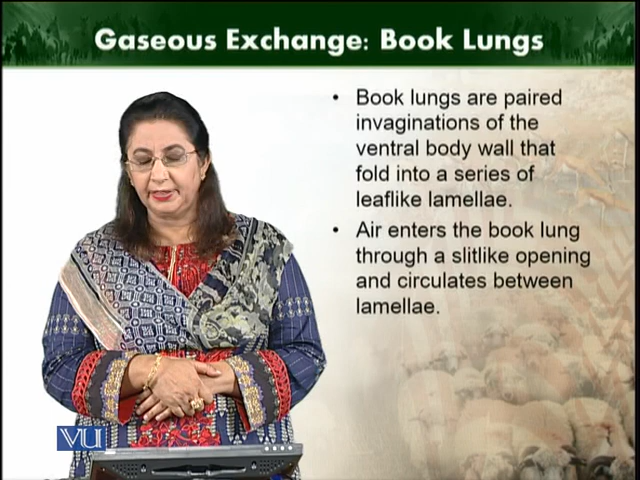 Gaseous Exchange: Book Lungs
• Book lungs are paired
invaginations of the
ventral body wall that
fold into a series of
leaflike lamellae.
• Air enters the book lung
through a slitlike opening
and circulates between
lamellae.
VU